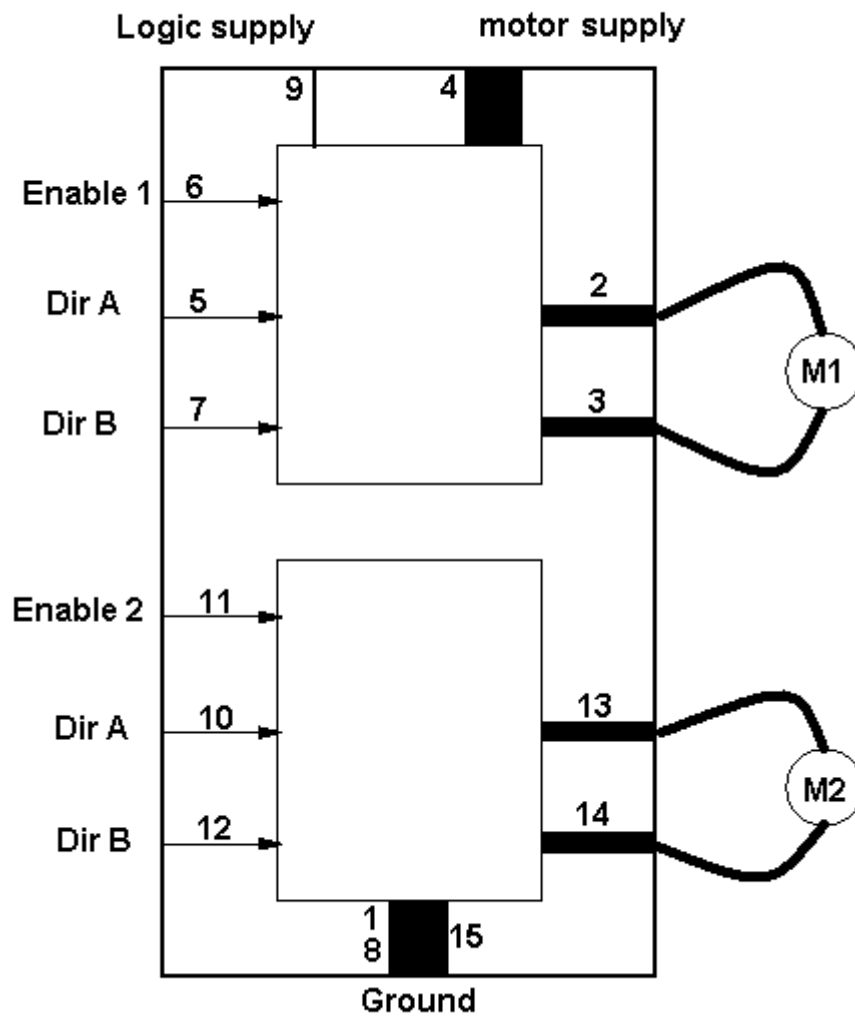 Logic supply motor supply
9 4
Enable 1 6
Dir A 5 2
M1
Dir B 7 3
Enable 2 11
Dir A 10 13
M2
Dir B 12 14
1 15
8
Ground